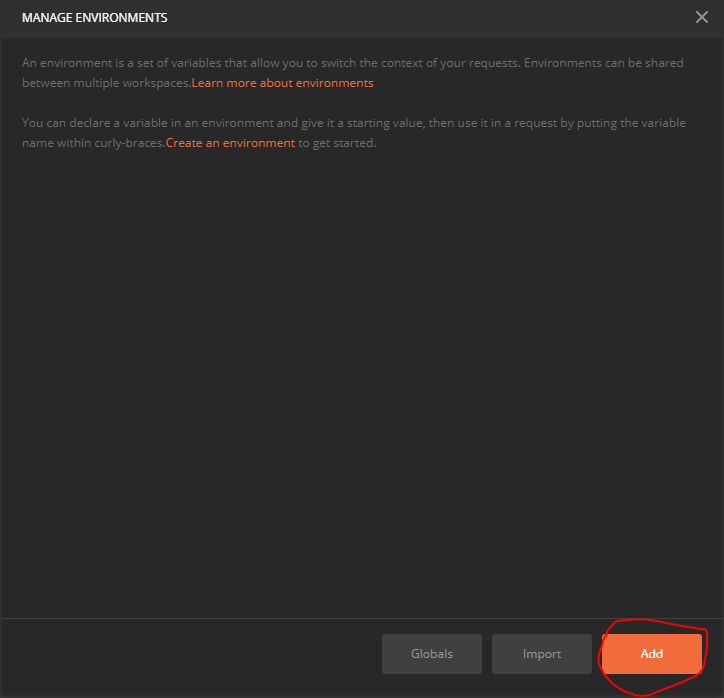 MANAGE ENVIRONMENTS
An environment is a set of variables that allow you to switch the context of your requests. Environments can be shared
between multiple workspaces.Learn more about environments
You can declare a variable in an environment and give it a starting value, then use it in a request by putting the variable
name within curly-braces.Create an environment to get started.
Globals Import Add